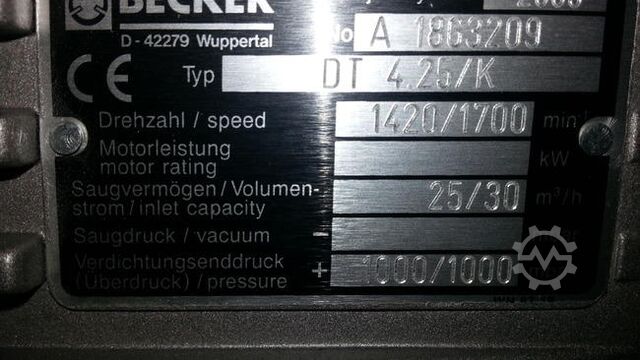 BECKER
D - 42279 Wuppertal
No A 1863209
Typ DT 4.25/K
Drehzahl / speed 1420/1700 min
Motorleistung
motor rating kW
Saugvermögen / Volumen-
strom / inlet capacity 25/30 m³/h
Saugdruck / vacuum -
Verdichtungsenddruck
(Überdruck) / pressure + 1000/1000